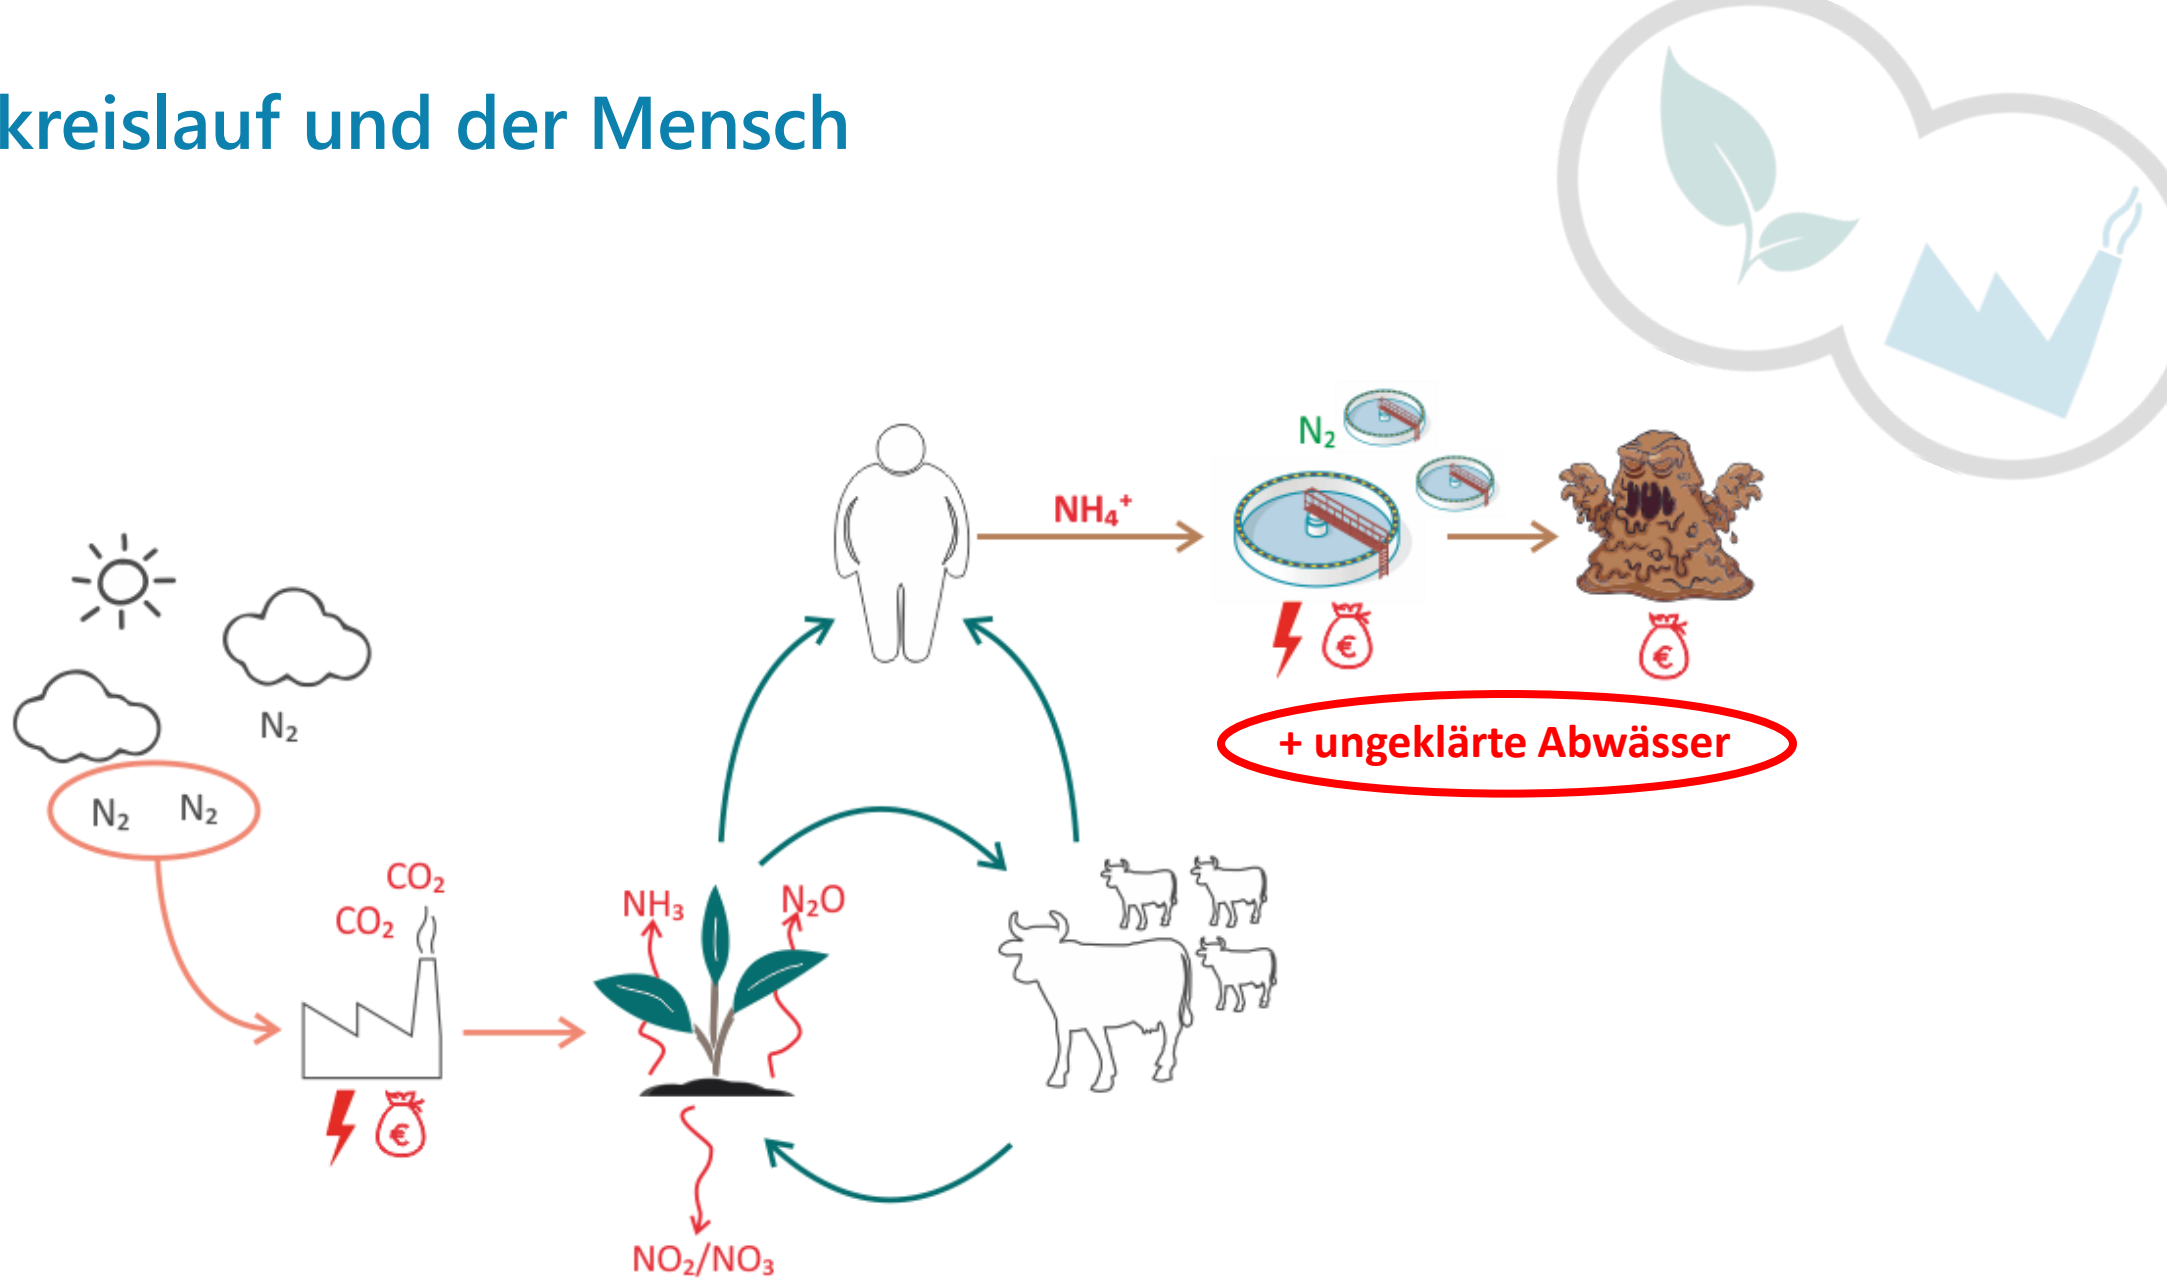 kreislauf und der Mensch
N₂
NH₄⁺
€
€
+ ungeklärte Abwässer
N₂
N₂ N₂
CO₂
CO₂
NH₃
N₂O
€
NO₂/NO₃